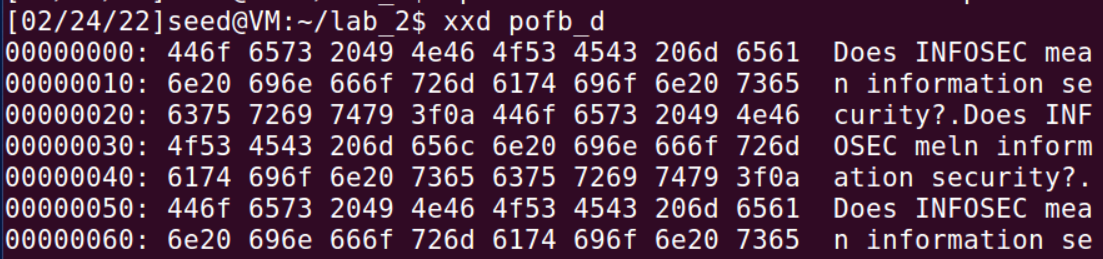 [02/24/22]seed@VM:~/lab_2$ xxd pofb_d
00000000: 446f 6573 2049 4e46 4f53 4543 206d 6561  Does INFOSEC mea
00000010: 6e20 696e 666f 726d 6174 696f 6e20 7365  n information se
00000020: 6375 7269 7479 3f0a 446f 6573 2049 4e46  curity?.Does INF
00000030: 4f53 4543 206d 656c 6e20 696e 666f 726d  OSEC meln inform
00000040: 6174 696f 6e20 7365 6375 7269 7479 3f0a  ation security?.
00000050: 446f 6573 2049 4e46 4f53 4543 206d 6561  Does INFOSEC mea
00000060: 6e20 696e 666f 726d 6174 696f 6e20 7365  n information se